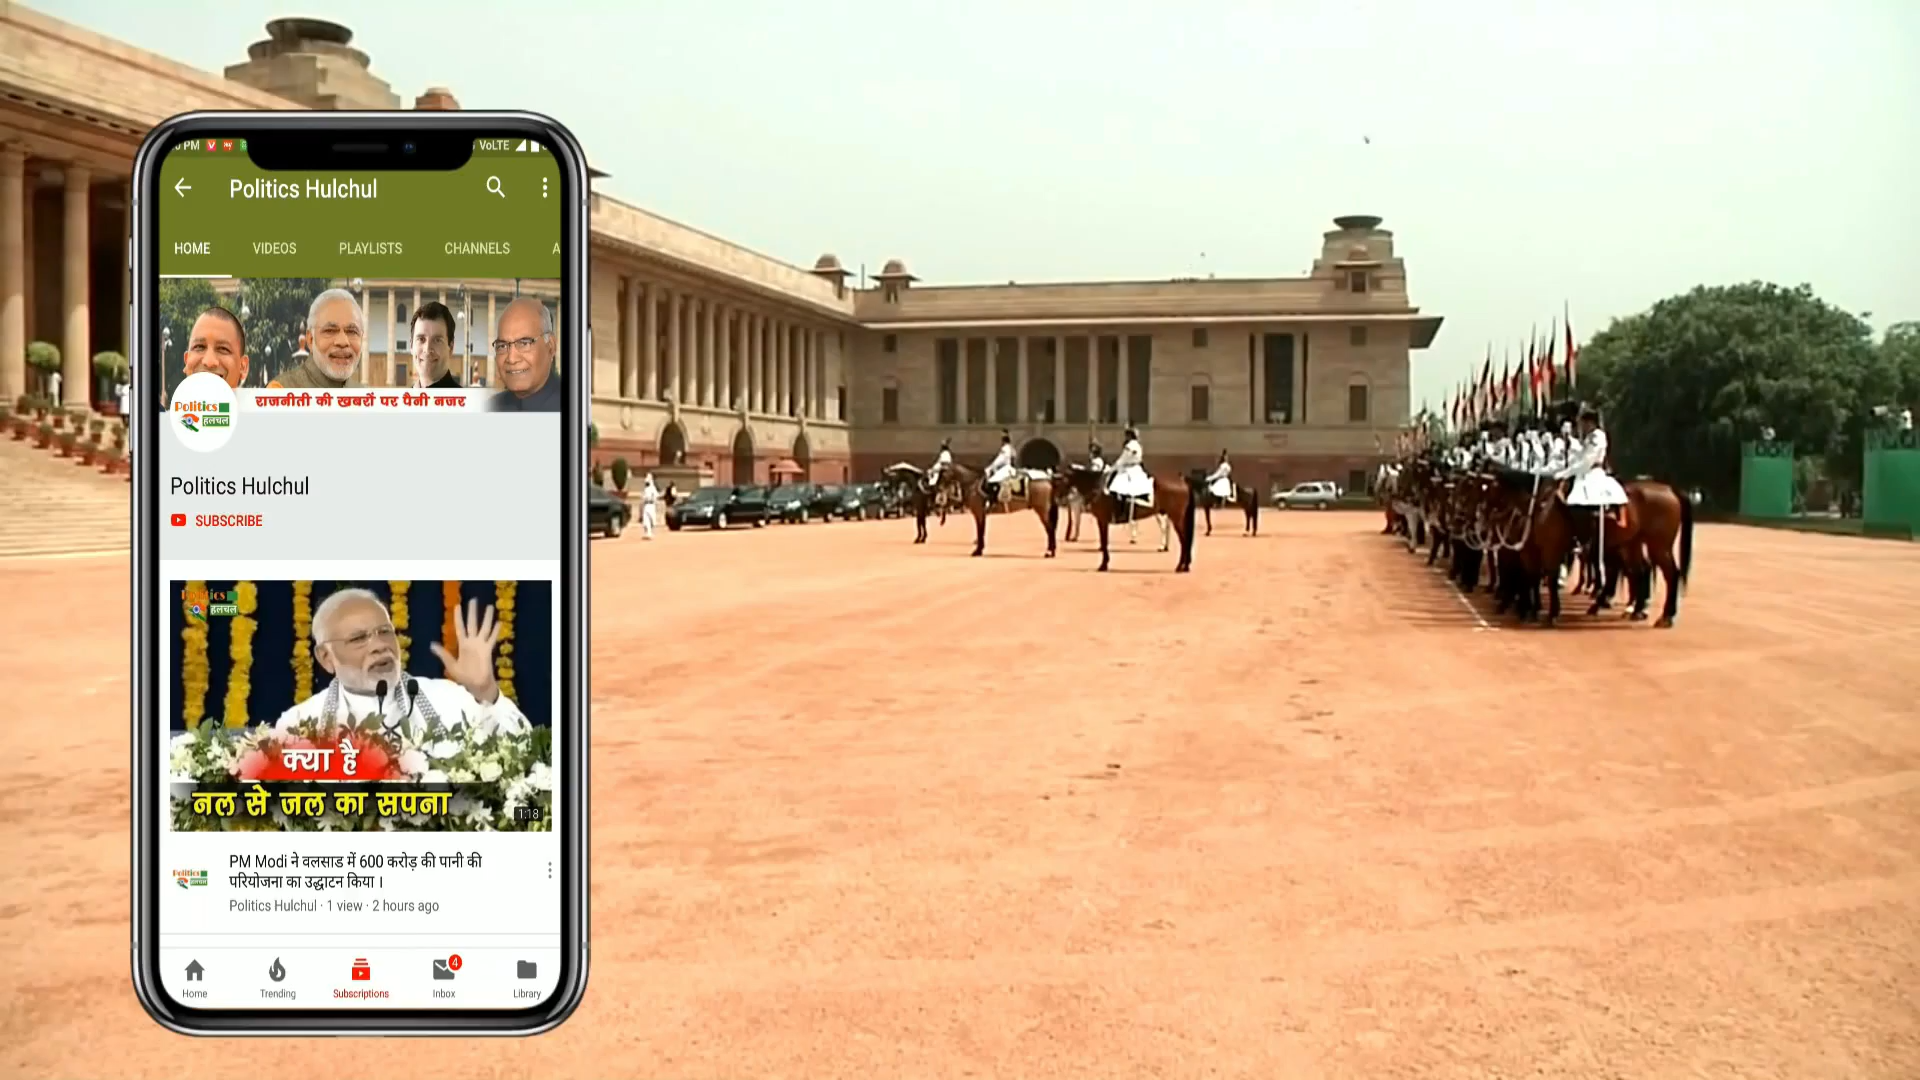 PM
VoLTE
Politics Hulchul
HOME VIDEOS PLAYLISTS CHANNELS A
राजनीती की खबरों पर पैनी नजर
Politics
हलचल
Politics Hulchul
SUBSCRIBE
Politics
हलचल
क्या है
नल से जल का सपना
1:18
PM Modi ने वलसाड में 600 करोड़ की पानी की
परियोजना का उद्घाटन किया ।
Politics
हलचल
Politics Hulchul · 1 view · 2 hours ago
4
Home Trending Subscriptions Inbox Library